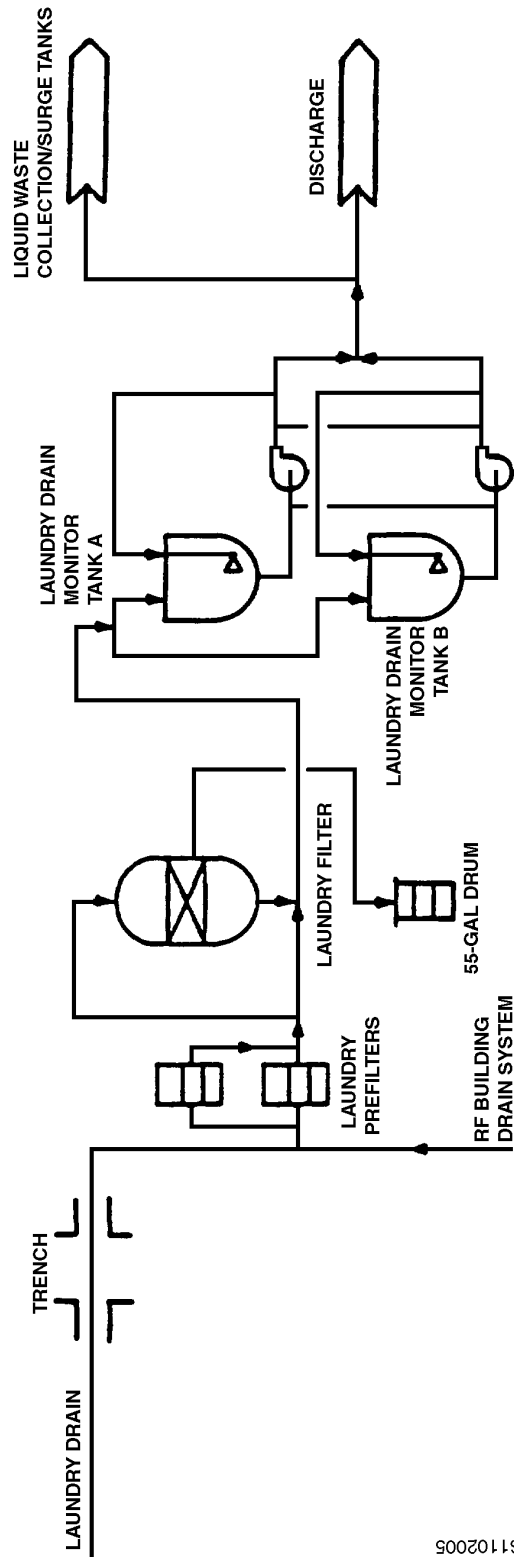 LAUNDRY DRAIN
TRENCH
RF BUILDING
DRAIN SYSTEM
LAUNDRY
PREFILTERS
LAUNDRY FILTER
55-GAL DRUM
LAUNDRY DRAIN
MONITOR
TANK A
LAUNDRY DRAIN
MONITOR
TANK B
LIQUID WASTE
COLLECTION/SURGE TANKS
DISCHARGE